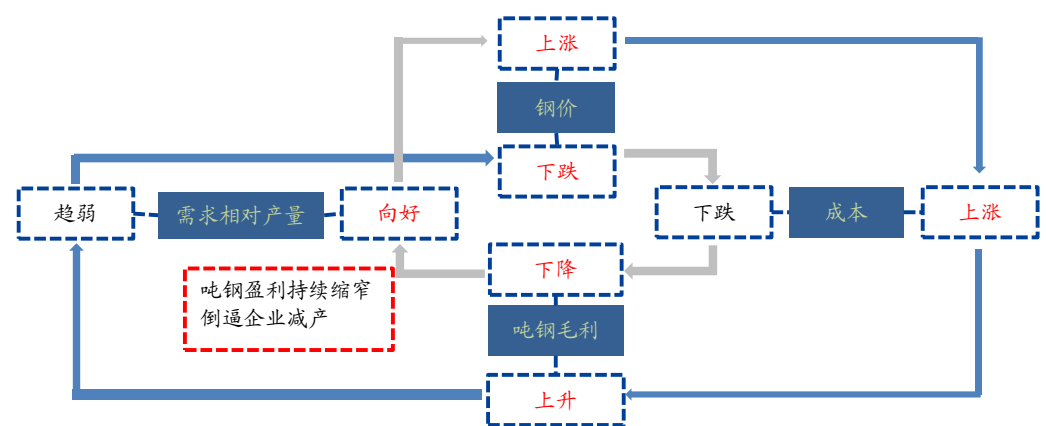 上涨
钢价
下跌
趋弱
需求相对产量
向好
下跌
成本
上涨
下降
吨钢盈利持续缩窄
倒逼企业减产
吨钢毛利
上升